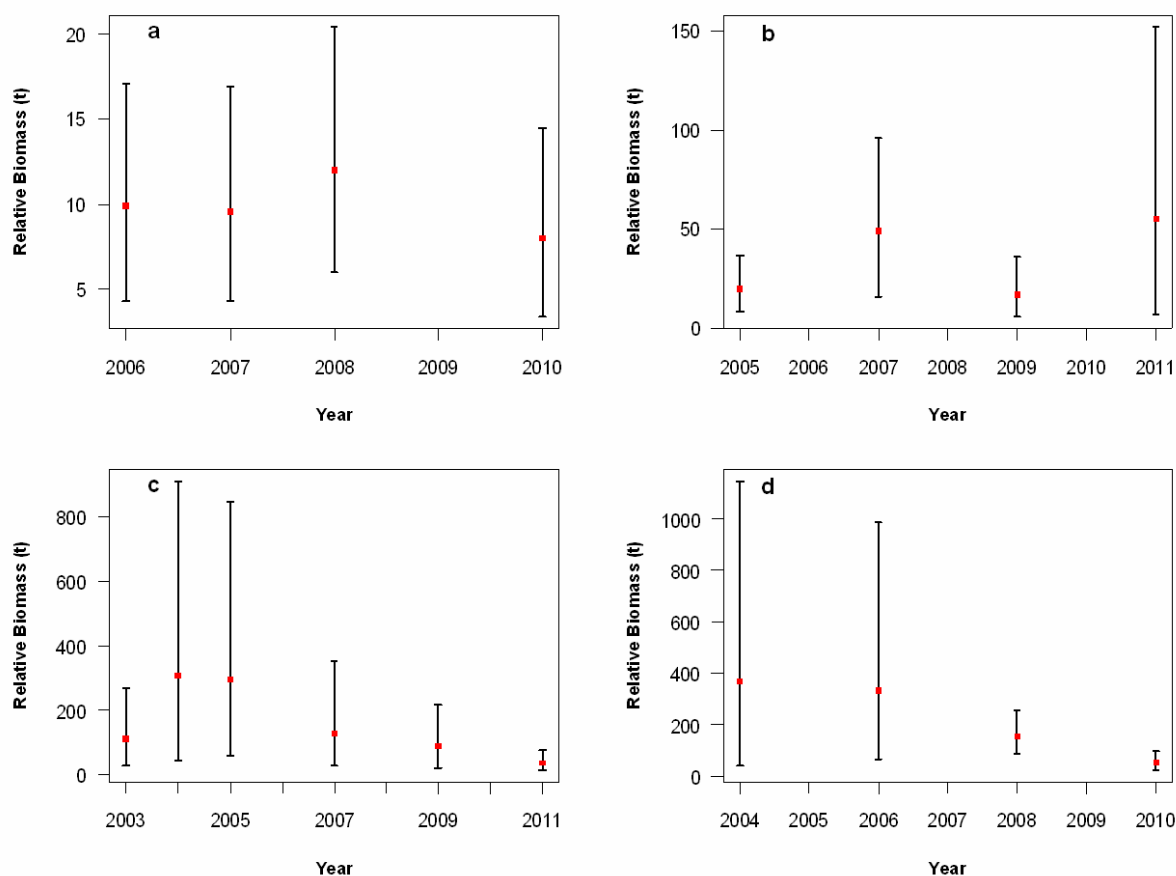 a
Relative Biomass (t)
20
15
10
5
2006 2007 2008 2009 2010
Year
b
Relative Biomass (t)
150
100
50
0
2005 2006 2007 2008 2009 2010 2011
Year
c
Relative Biomass (t)
800
600
400
200
0
2003 2005 2007 2009 2011
Year
d
Relative Biomass (t)
1000
800
600
400
200
0
2004 2005 2006 2007 2008 2009 2010
Year